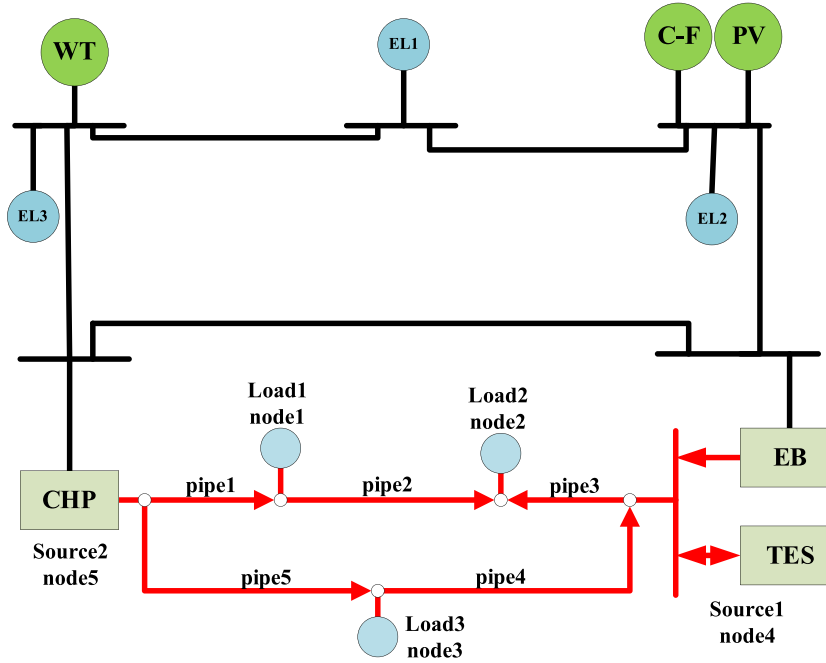 WT
EL1
C-F
PV
EL3
EL2
Load1
node1
Load2
node2
pipe1
pipe2
pipe3
EB
CHP
Source2
node5
pipe5
pipe4
TES
Load3
node3
Source1
node4